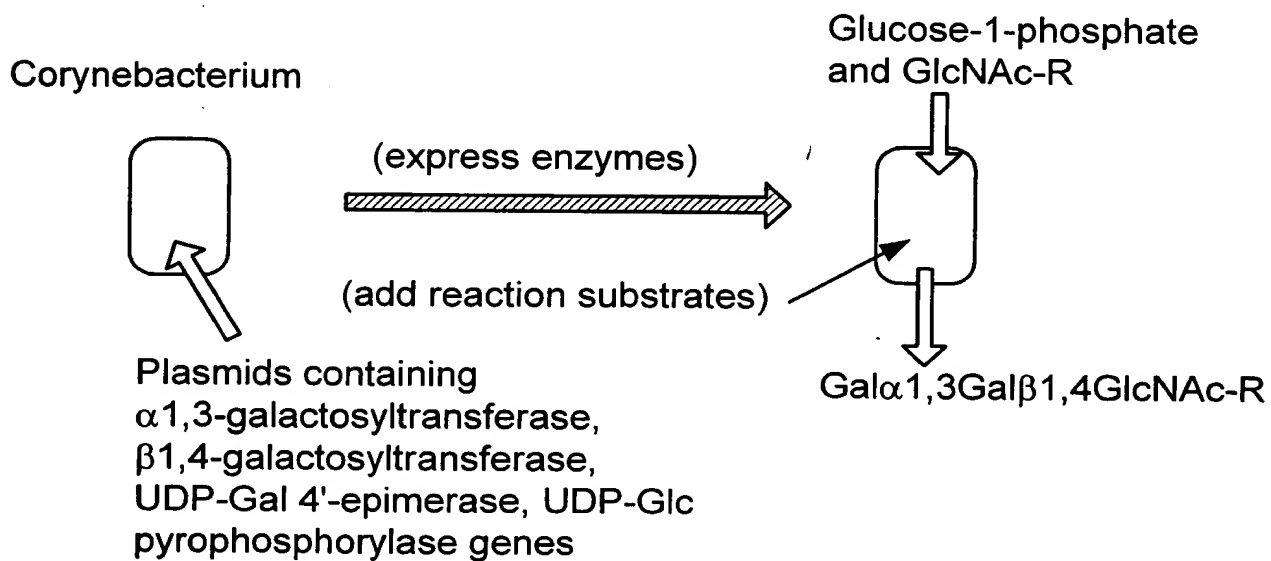 Corynebacterium
Glucose-1-phosphate
and GlcNAc-R
(express enzymes)
(add reaction substrates)
Plasmids containing
α1,3-galactosyltransferase,
β1,4-galactosyltransferase,
UDP-Gal 4'-epimerase, UDP-Glc
pyrophosphorylase genes
Galα1,3Galβ1,4GlcNAc-R